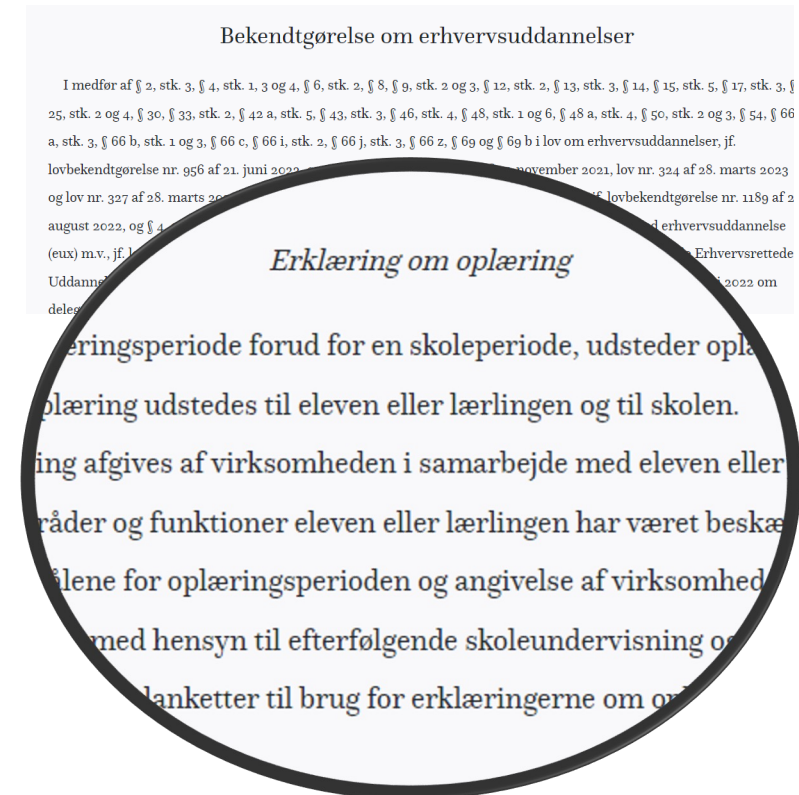 Bekendtgørelse om erhvervsuddannelser
I medfør af § 2, stk. 3, § 4, stk. 1, 3 og 4, § 6, stk. 2, § 8, § 9, stk. 2 og 3, § 12, stk. 2, § 13, stk. 3, § 14, § 15, stk. 5, § 17, stk. 3, §
25, stk. 2 og 4, § 30, § 33, stk. 2, § 42 a, stk. 5, § 43, stk. 3, § 46, stk. 4, § 48, stk. 1 og 6, § 48 a, stk. 4, § 50, stk. 2 og 3, § 54, § 66
a, stk. 3, § 66 b, stk. 1 og 3, § 66 c, § 66 i, stk. 2, § 66 j, stk. 3, § 66 z, § 69 og § 69 b i lov om erhvervsuddannelser, jf.
lovbekendtgørelse nr. 956 af 21. juni 2022, november 2021, lov nr. 324 af 28. marts 2023
og lov nr. 327 af 28. marts jf. lovbekendtgørelse nr. 1189 af 2
august 2022, og § 4 erhvervsuddannelse
(eux) m.v., jf. Erhvervsrettede
Uddanne 2022 om
deleg
Erklæring om oplæring
æringsperiode forud for en skoleperiode, udsteder oplæ
plæring udstedes til eleven eller lærlingen og til skolen.
ing afgives af virksomheden i samarbejde med eleven eller
råder og funktioner eleven eller lærlingen har været beskæ
ålene for oplæringsperioden og angivelse af virksomhed
med hensyn til efterfølgende skoleundervisning og
lanketter til brug for erklæringerne om opl